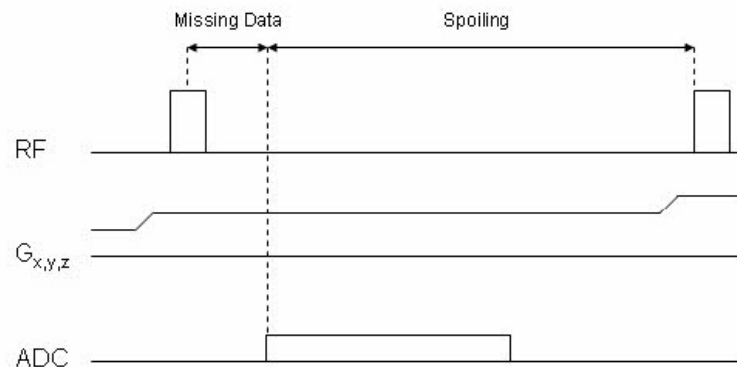 Missing Data
Spoiling
RF
Gx,y,z
ADC